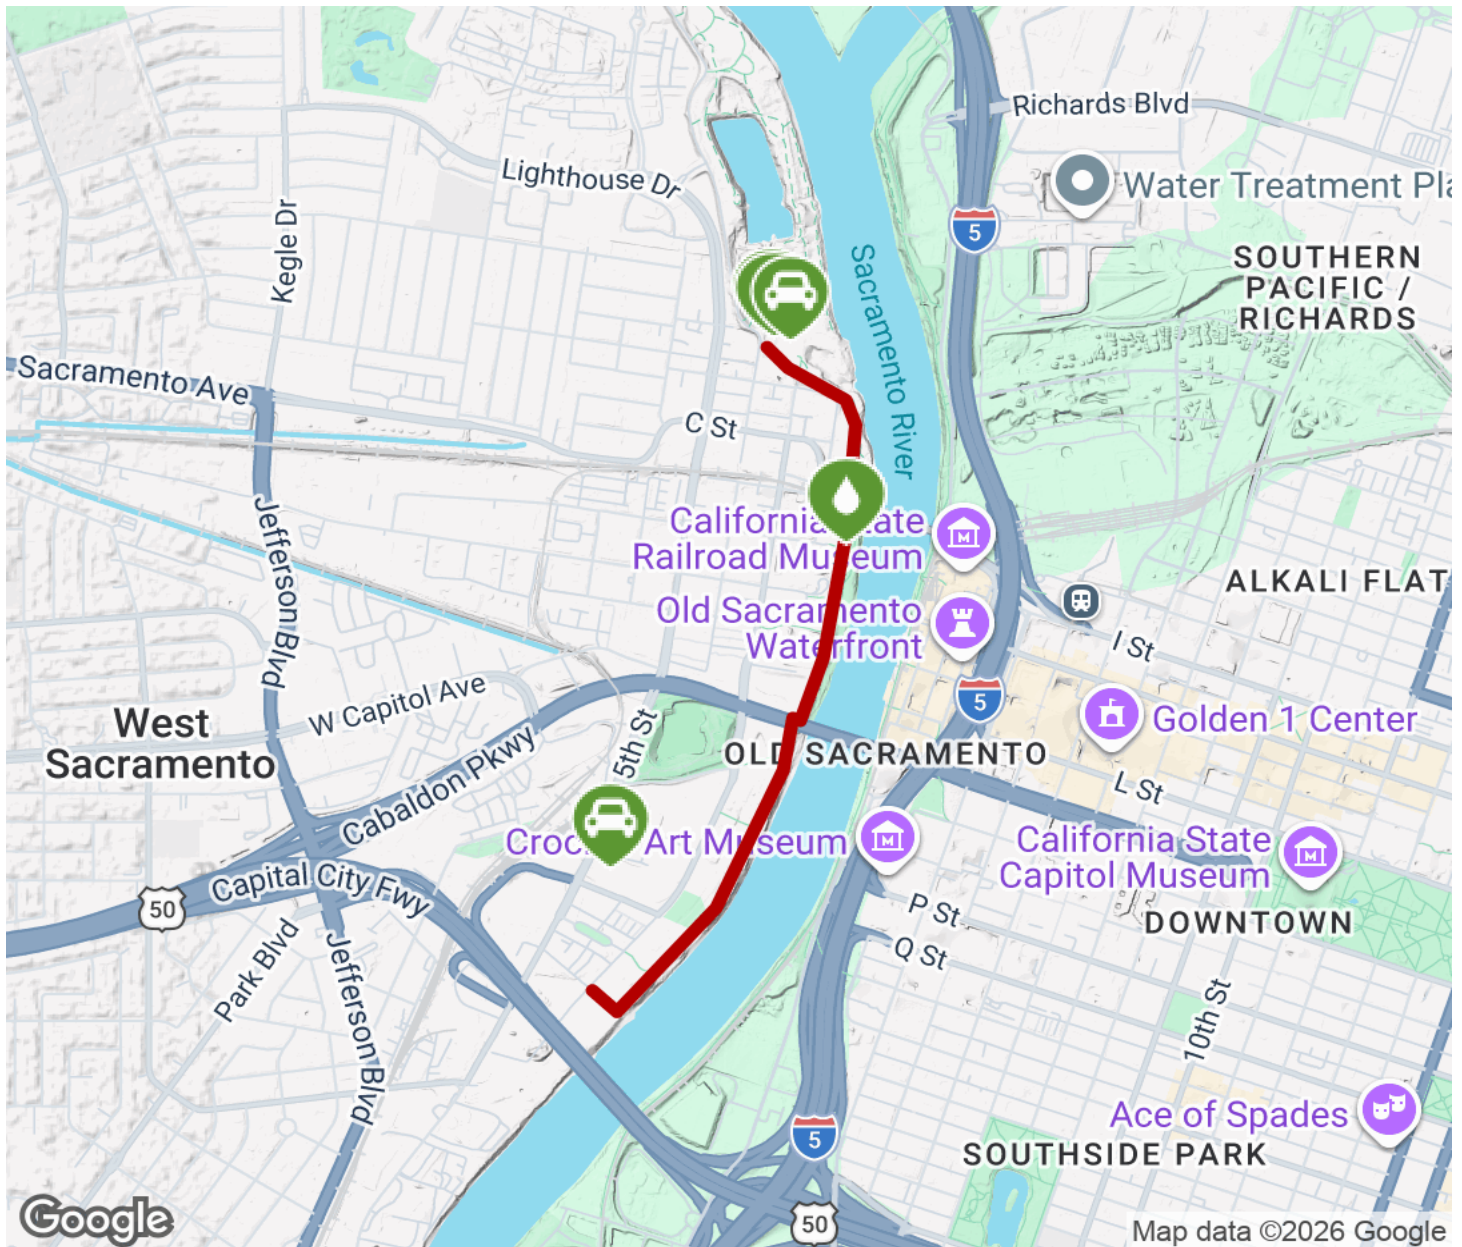 Richards Blvd
Lighthouse Dr
Water Treatment Pla
Kegle Dr
5
Sacramento River
SOUTHERN
PACIFIC /
RICHARDS
Sacramento Ave
C St
California State
Railroad Museum
Jefferson Blvd
ALKALI FLAT
Old Sacramento
Waterfront
I St
W Capitol Ave
5
West
Sacramento
5th St
Golden 1 Center
OLD SACRAMENTO
Cabaldon Pkwy
L St
Crocker Art Museum
California State
Capitol Museum
Capital City Fwy
50
P St
DOWNTOWN
Park Blvd
Q St
Jefferson Blvd
10th St
Ace of Spades
5
SOUTHSIDE PARK
50
Google
Map data ©2026 Google